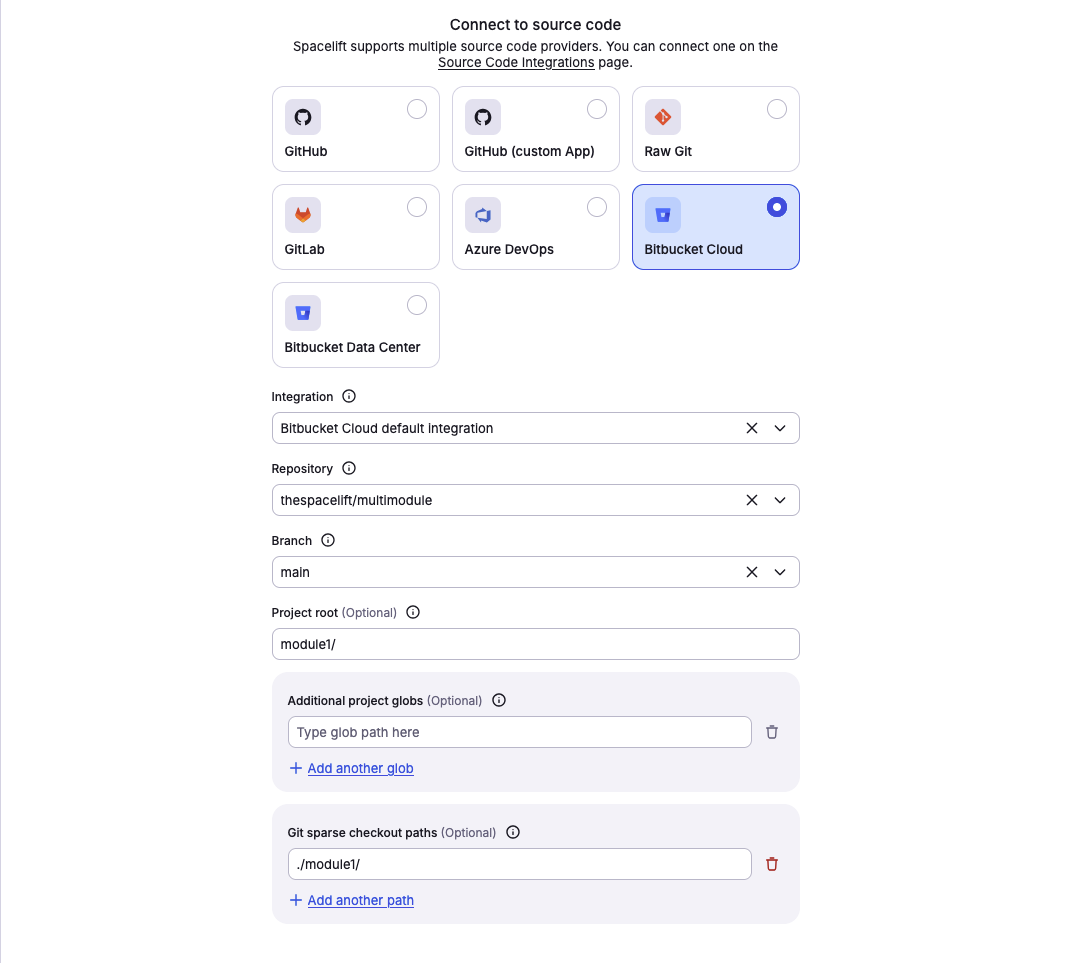 Connect to source code
Spacelift supports multiple source code providers. You can connect one on the
Source Code Integrations page.
GitHub
GitHub (custom App)
Raw Git
GitLab
Azure DevOps
Bitbucket Cloud
Bitbucket Data Center
Integration
Bitbucket Cloud default integration
Repository
thespacelift/multimodule
Branch
main
Project root (Optional)
module1/
Additional project globs (Optional)
Type glob path here
Add another glob
Git sparse checkout paths (Optional)
./module1/
Add another path